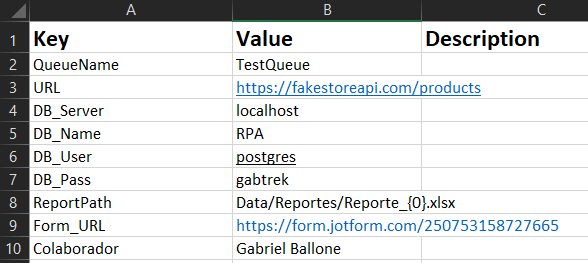 A B C
1 Key Value Description
2 QueueName TestQueue
3 URL https://fakestoreapi.com/products
4 DB_Server localhost
5 DB_Name RPA
6 DB_User postgres
7 DB_Pass gabtrek
8 ReportPath Data/Reportes/Reporte_{0}.xlsx
9 Form_URL https://form.jotform.com/250753158727665
10 Colaborador Gabriel Ballone